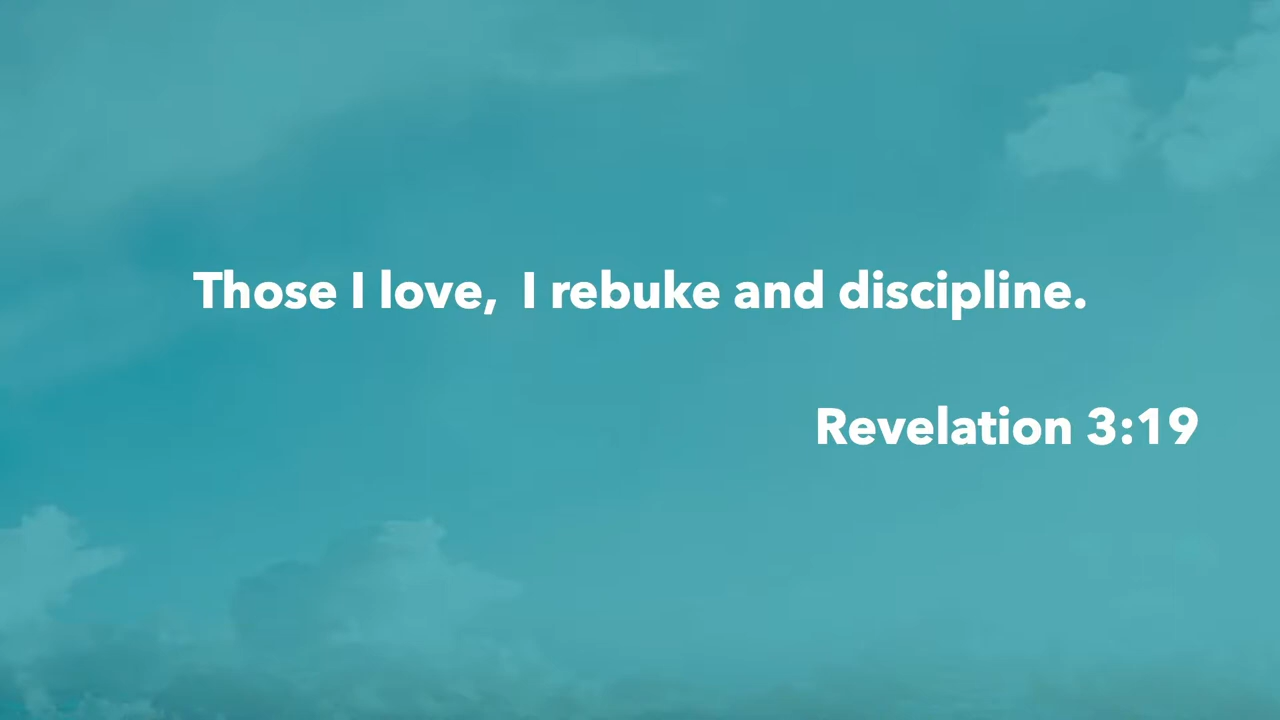 Those I love,  I rebuke and discipline.
Revelation 3:19